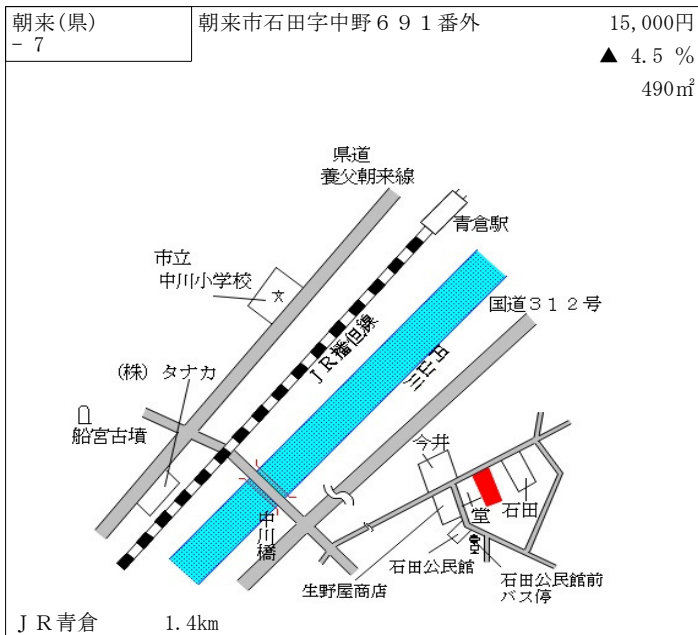 朝来(県)
- 7
朝来市石田字中野６９１番外
15,000円
▲ 4.5 %
490㎡
県道
養父朝来線
青倉駅
市立
中川小学校
文
国道３１２号
ＪＲ播但線
円山川
(株) タナカ
船宮古墳
今井
石田
堂
中川橋
石田公民館
生野屋商店
石田公民館前
バス停
ＪＲ青倉
1.4km